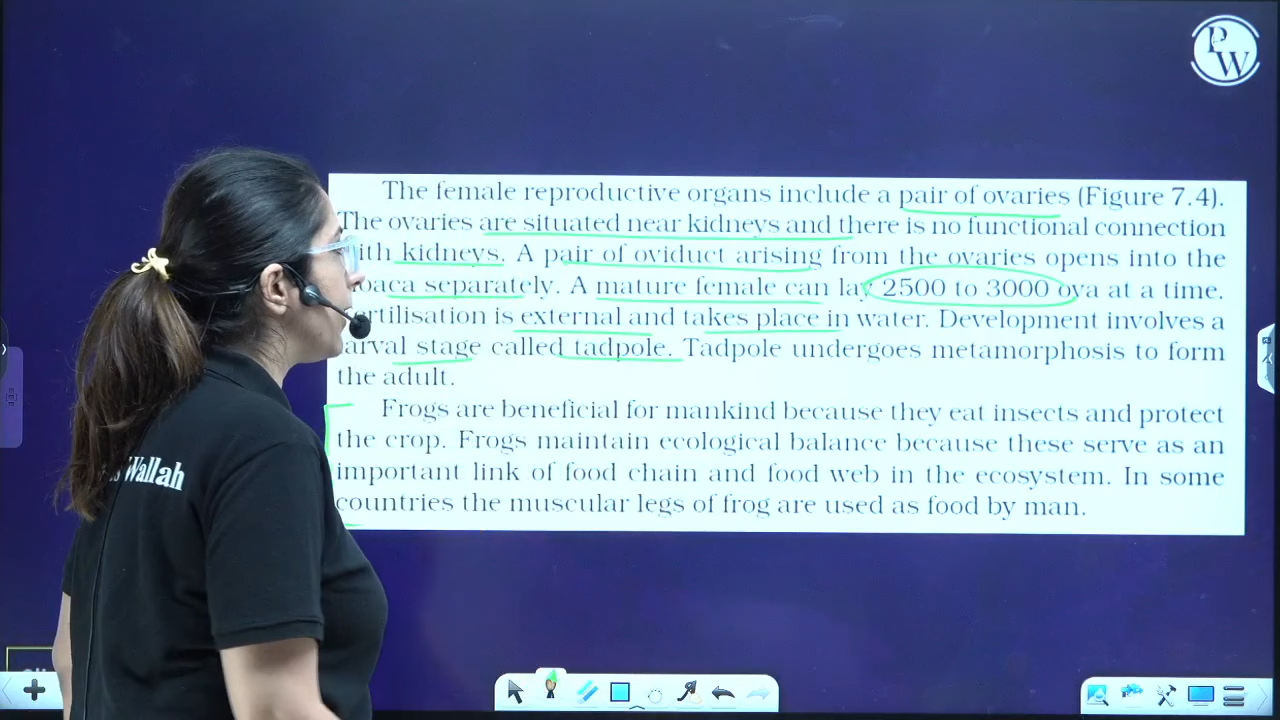 PW
The female reproductive organs include a pair of ovaries (Figure 7.4).
The ovaries are situated near kidneys and there is no functional connection
ith kidneys. A pair of oviduct arising from the ovaries opens into the
oaca separately. A mature female can lay 2500 to 3000 ova at a time.
rtilisation is external and takes place in water. Development involves a
arval stage called tadpole. Tadpole undergoes metamorphosis to form
the adult.
Frogs are beneficial for mankind because they eat insects and protect
the crop. Frogs maintain ecological balance because these serve as an
important link of food chain and food web in the ecosystem. In some
countries the muscular legs of frog are used as food by man.
Wallah